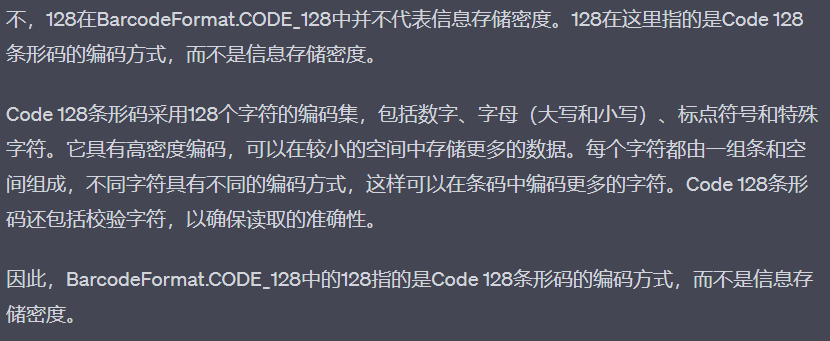 不，128在BarcodeFormat.CODE_128中并不代表信息存储密度。128在这里指的是Code 128
条形码的编码方式，而不是信息存储密度。
Code 128条形码采用128个字符的编码集，包括数字、字母（大写和小写）、标点符号和特殊
字符。它具有高密度编码，可以在较小的空间中存储更多的数据。每个字符都由一组条和空
间组成，不同字符具有不同的编码方式，这样可以在条码中编码更多的字符。Code 128条形
码还包括校验字符，以确保读取的准确性。
因此，BarcodeFormat.CODE_128中的128指的是Code 128条形码的编码方式，而不是信息存
储密度。